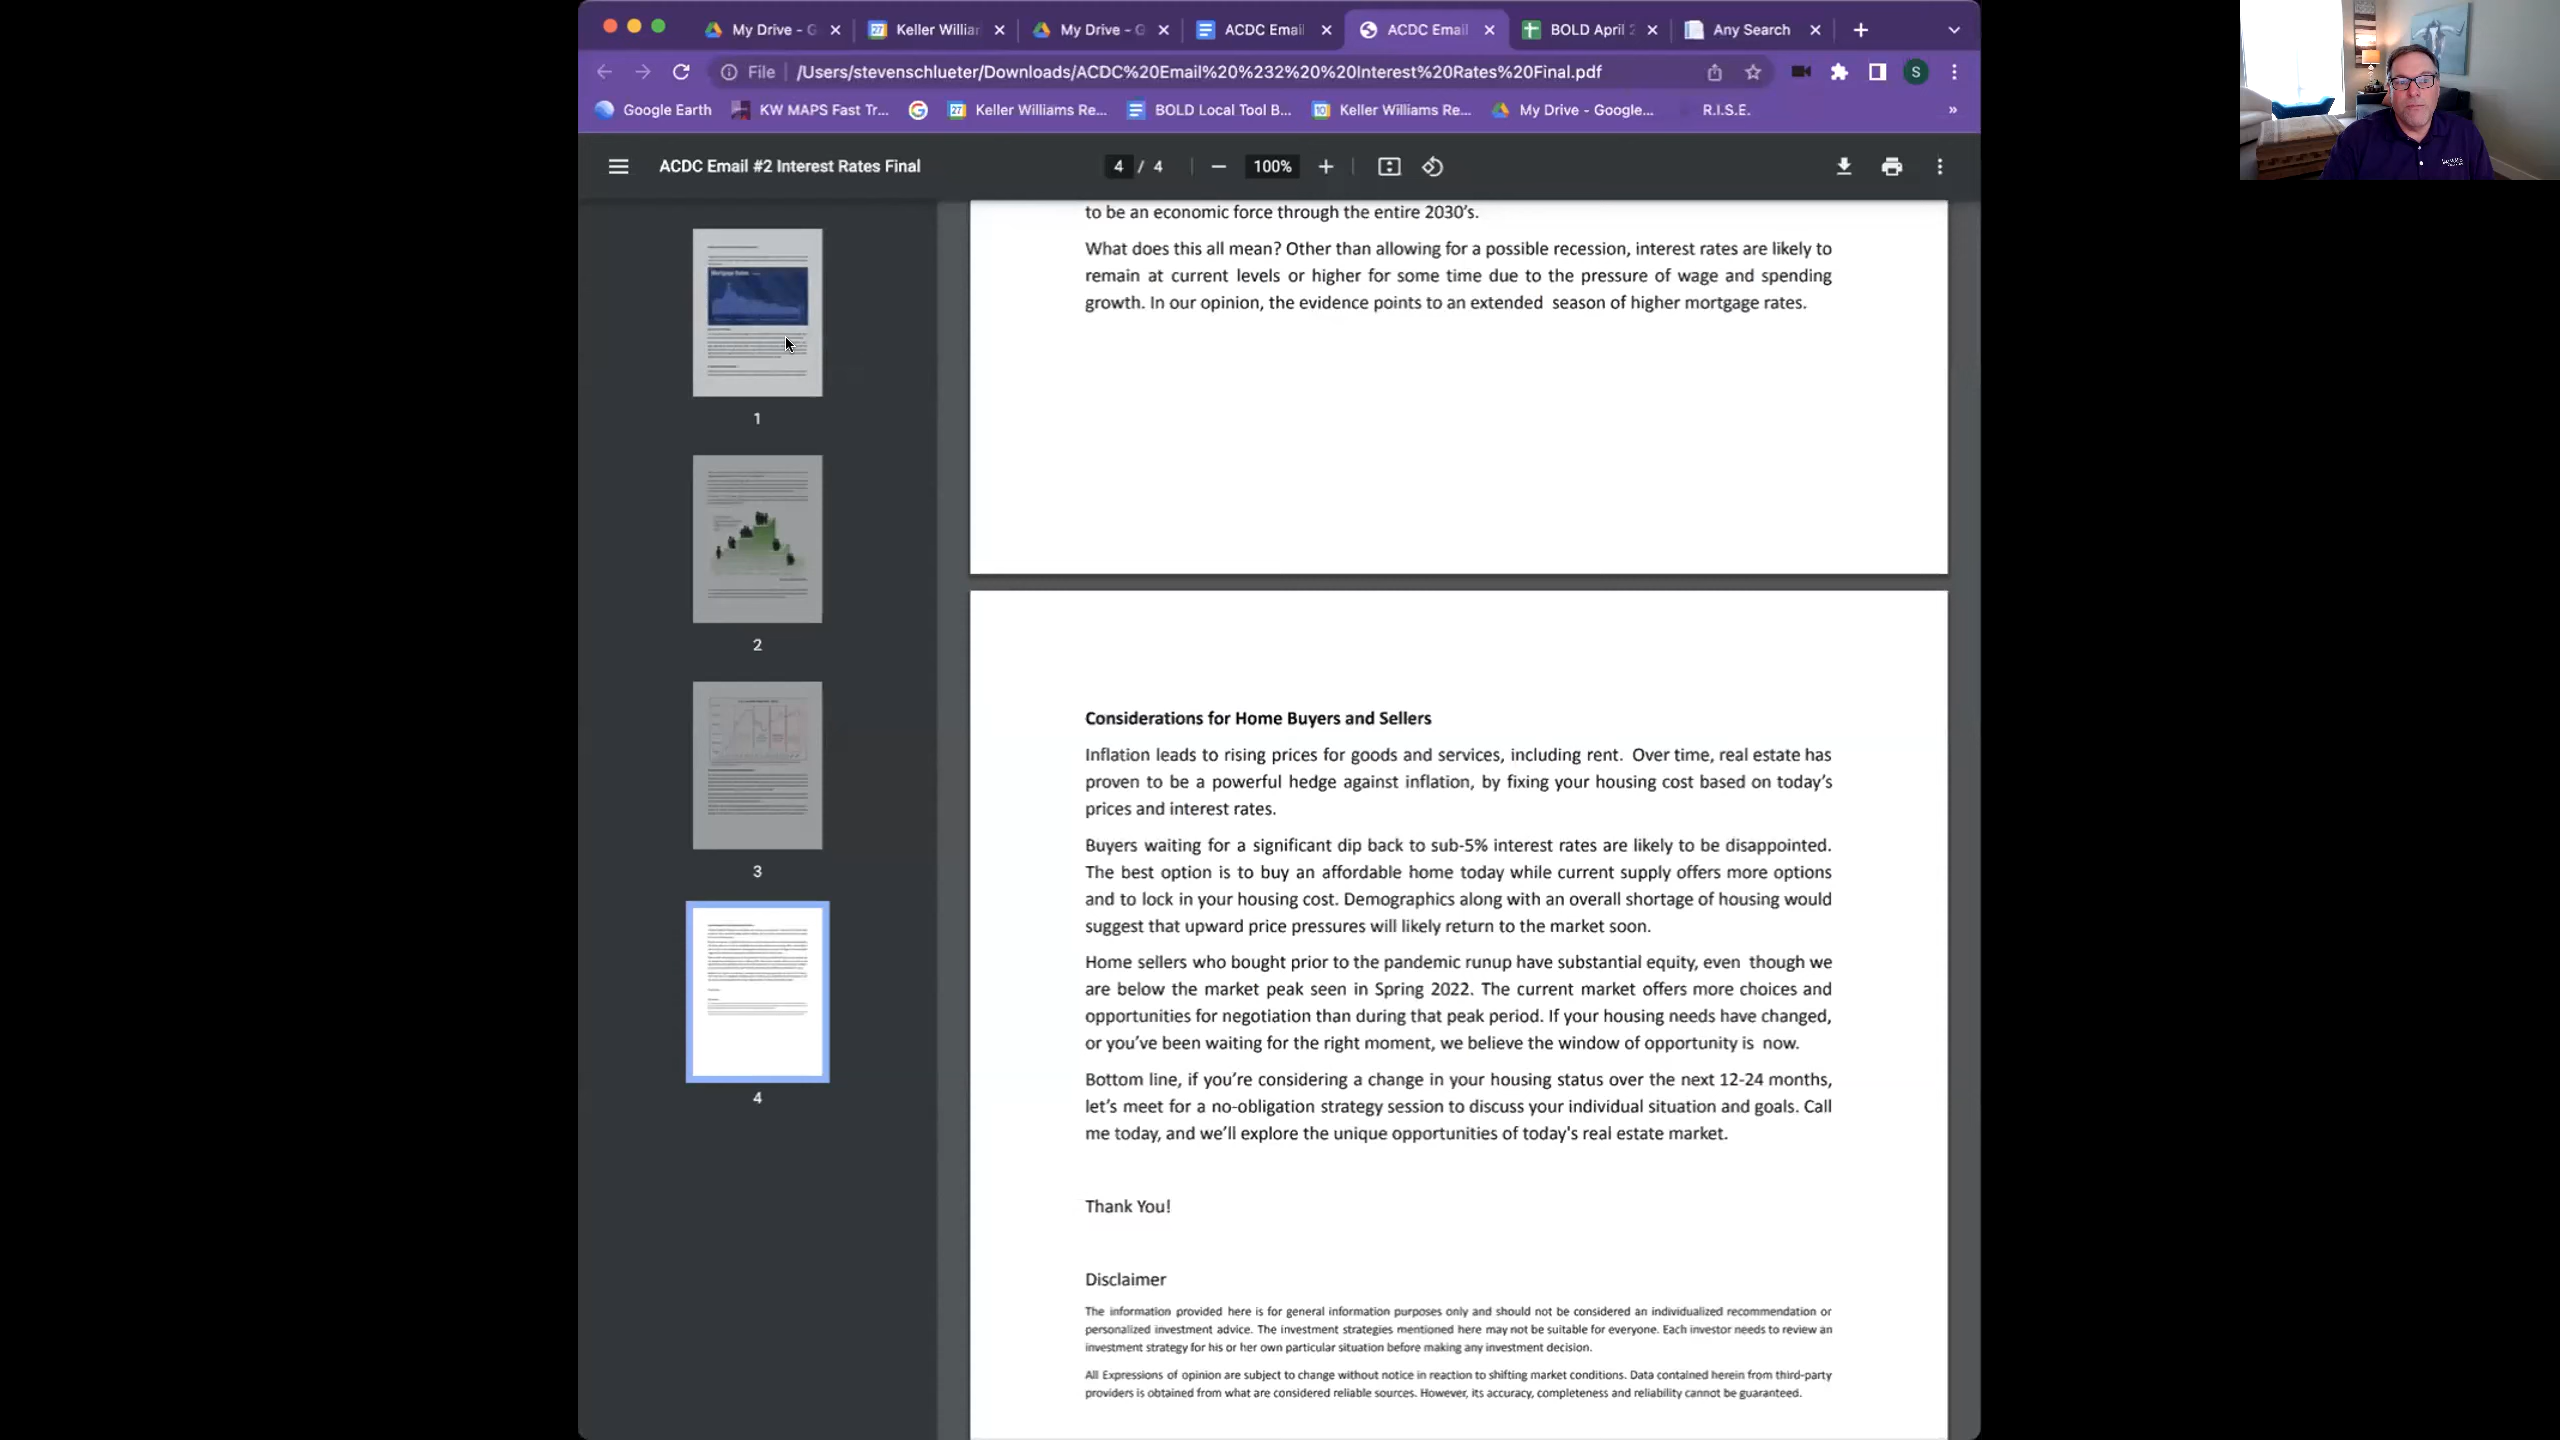 My Drive - G
Keller Willian
My Drive - G
ACDC Email
ACDC Email
BOLD April 2
Any Search
File
/Users/stevenschlueter/Downloads/ACDC%20Email%20%232%20%20Interest%20Rates%20Final.pdf
S
Google Earth
KW MAPS Fast Tr...
Keller Williams Re...
BOLD Local Tool B...
Keller Williams Re...
My Drive - Google...
R.I.S.E.
»
ACDC Email #2 Interest Rates Final
4 / 4
100%
Mortgage Rates
1
2
3
4
to be an economic force through the entire 2030's.
What does this all mean? Other than allowing for a possible recession, interest rates are likely to
remain at current levels or higher for some time due to the pressure of wage and spending
growth. In our opinion, the evidence points to an extended season of higher mortgage rates.
Considerations for Home Buyers and Sellers
Inflation leads to rising prices for goods and services, including rent. Over time, real estate has
proven to be a powerful hedge against inflation, by fixing your housing cost based on today's
prices and interest rates.
Buyers waiting for a significant dip back to sub-5% interest rates are likely to be disappointed.
The best option is to buy an affordable home today while current supply offers more options
and to lock in your housing cost. Demographics along with an overall shortage of housing would
suggest that upward price pressures will likely return to the market soon.
Home sellers who bought prior to the pandemic runup have substantial equity, even though we
are below the market peak seen in Spring 2022. The current market offers more choices and
opportunities for negotiation than during that peak period. If your housing needs have changed,
or you've been waiting for the right moment, we believe the window of opportunity is now.
Bottom line, if you're considering a change in your housing status over the next 12-24 months,
let's meet for a no-obligation strategy session to discuss your individual situation and goals. Call
me today, and we'll explore the unique opportunities of today's real estate market.
Thank You!
Disclaimer
The information provided here is for general information purposes only and should not be considered an individualized recommendation or
personalized investment advice. The investment strategies mentioned here may not be suitable for everyone. Each investor needs to review an
investment strategy for his or her own particular situation before making any investment decision.
All Expressions of opinion are subject to change without notice in reaction to shifting market conditions. Data contained herein from third-party
providers is obtained from what are considered reliable sources. However, its accuracy, completeness and reliability cannot be guaranteed.